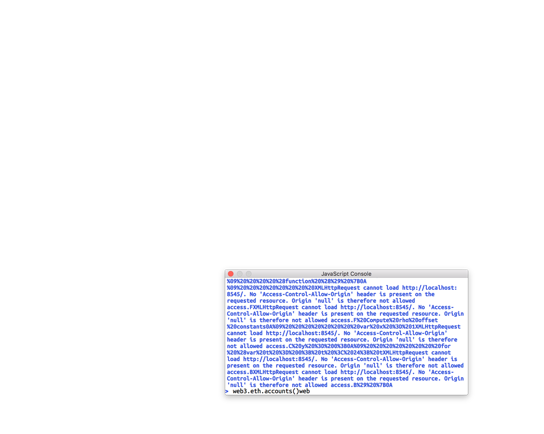 JavaScript Console
%09%20%20%20%20%28function%20%28%29%20%7B0A
%09%20%20%20%20%20%20%20%20XMLHttpRequest cannot load http://localhost:
8545/. No 'Access-Control-Allow-Origin' header is present on the
requested resource. Origin 'null' is therefore not allowed
access.FXMLHttpRequest cannot load http://localhost:8545/. No 'Access-
Control-Allow-Origin' header is present on the requested resource. Origin
'null' is therefore not allowed access.F%20Compute%20rho%20offset
%20constants0A%09%20%20%20%20%20%20%20%20var%20x%20%3D%201XMLHttpRequest
cannot load http://localhost:8545/. No 'Access-Control-Allow-Origin'
header is present on the requested resource. Origin 'null' is therefore
not allowed access.C%20y%20%3D%200%3B0A%09%20%20%20%20%20%20%20%20for
%20%28var%20t%20%3D%200%3B%20t%20%3C%2024%3B%20tXMLHttpRequest cannot
load http://localhost:8545/. No 'Access-Control-Allow-Origin' header is
present on the requested resource. Origin 'null' is therefore not allowed
access.BXMLHttpRequest cannot load http://localhost:8545/. No 'Access-
Control-Allow-Origin' header is present on the requested resource. Origin
'null' is therefore not allowed access.B%29%20%7B0A
> web3.eth.accounts()web